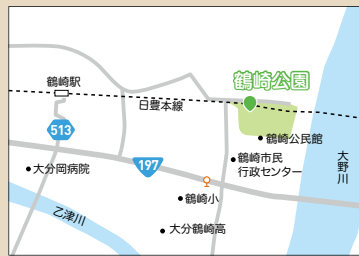 鶴崎公園
鶴崎駅
日豊本線
513
鶴崎公民館
大分岡病院
197
鶴崎市民
行政センター
大野川
鶴崎小
乙津川
大分鶴崎高